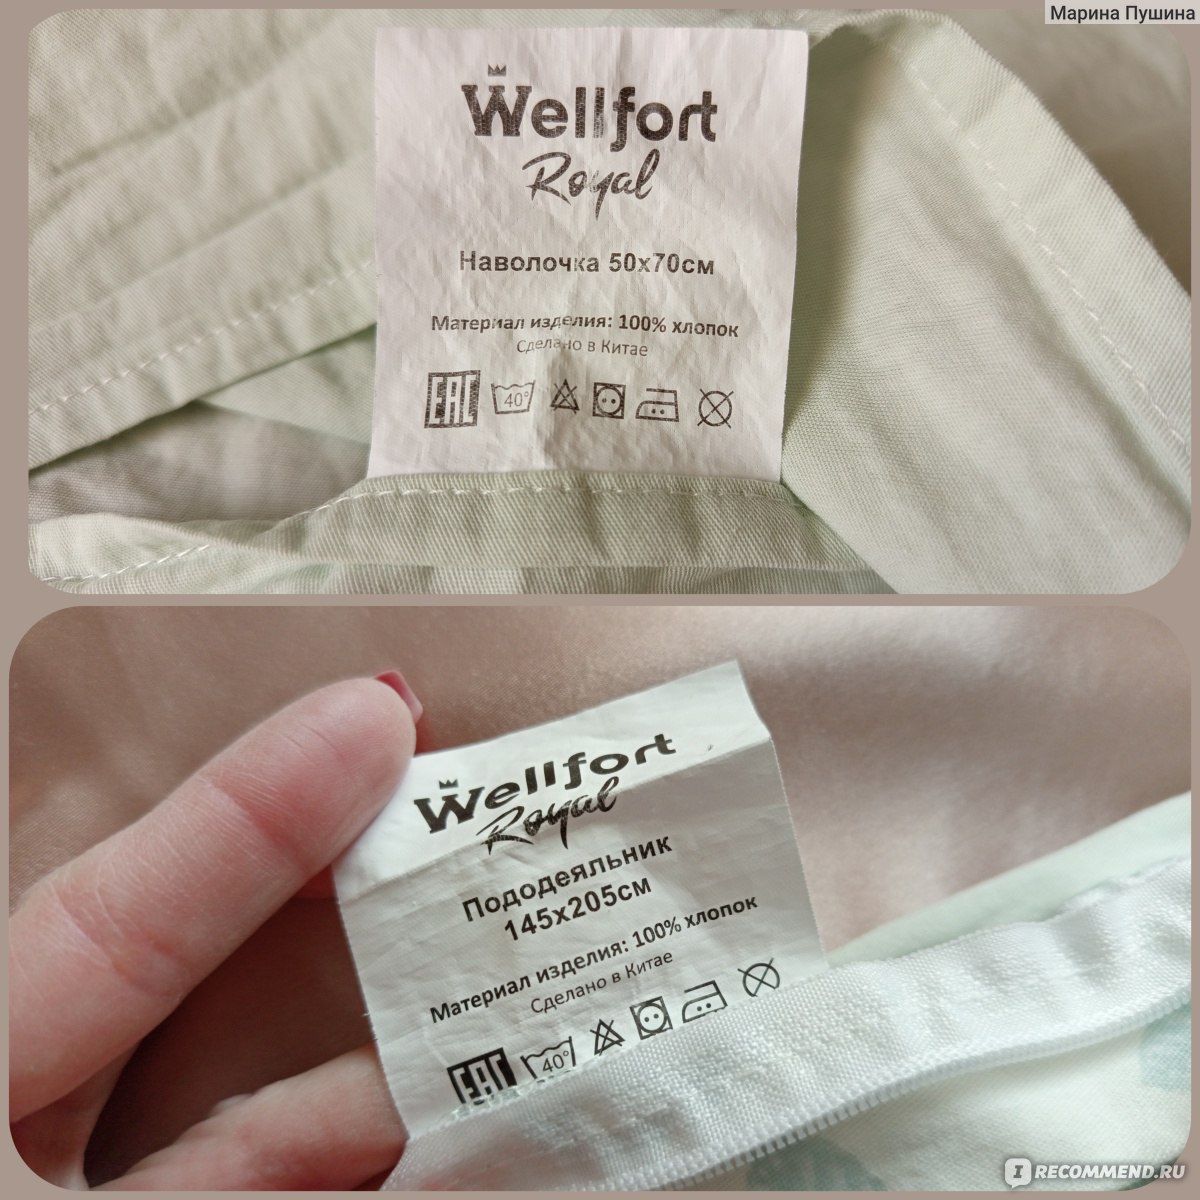 Марина Пушина
Wellfort
Royal
Наволочка 50х70см
Материал изделия: 100% хлопок
Сделано в Китае
EAC 40°
Wellfort
Royal
Пододеяльник
145х205см
Материал изделия: 100% хлопок
Сделано в Китае
EAC 40°
IRECOMMEND.RU